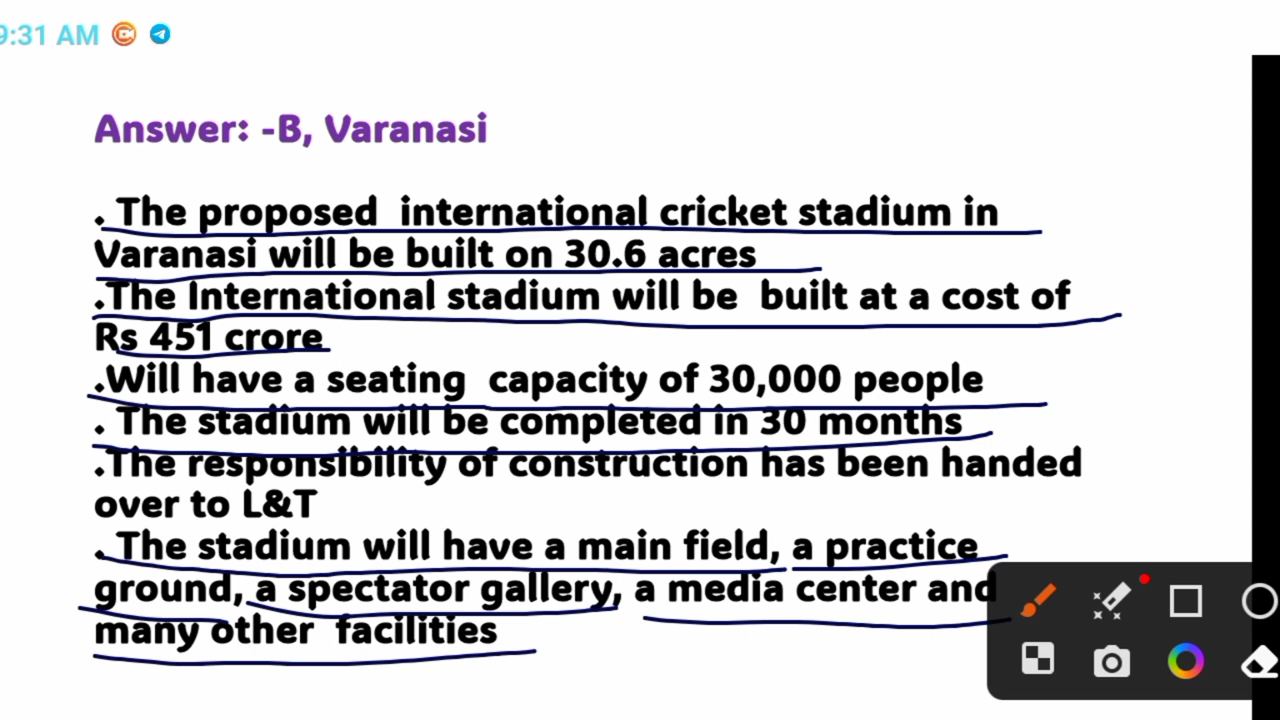 9:31 AM
Answer: -B, Varanasi
. The proposed international cricket stadium in
Varanasi will be built on 30.6 acres
.The International stadium will be built at a cost of
Rs 451 crore
.Will have a seating capacity of 30,000 people
. The stadium will be completed in 30 months
.The responsibility of construction has been handed
over to L&T
. The stadium will have a main field, a practice
ground, a spectator gallery, a media center and
many other facilities